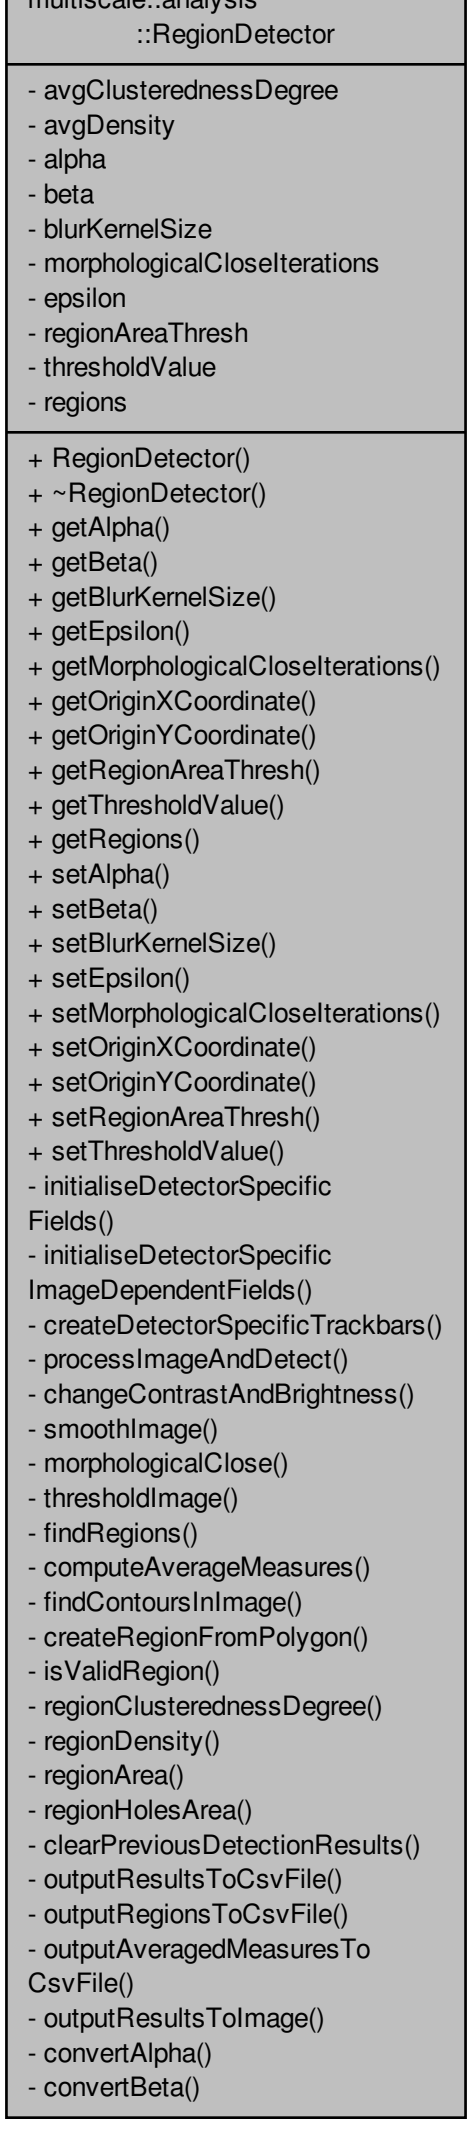 multiscale::analysis
::RegionDetector
- avgClusterednessDegree
- avgDensity
- alpha
- beta
- blurKernelSize
- morphologicalCloseIterations
- epsilon
- regionAreaThresh
- thresholdValue
- regions
+ RegionDetector()
+ ~RegionDetector()
+ getAlpha()
+ getBeta()
+ getBlurKernelSize()
+ getEpsilon()
+ getMorphologicalCloseIterations()
+ getOriginXCoordinate()
+ getOriginYCoordinate()
+ getRegionAreaThresh()
+ getThresholdValue()
+ getRegions()
+ setAlpha()
+ setBeta()
+ setBlurKernelSize()
+ setEpsilon()
+ setMorphologicalCloseIterations()
+ setOriginXCoordinate()
+ setOriginYCoordinate()
+ setRegionAreaThresh()
+ setThresholdValue()
- initialiseDetectorSpecific
Fields()
- initialiseDetectorSpecific
ImageDependentFields()
- createDetectorSpecificTrackbars()
- processImageAndDetect()
- changeContrastAndBrightness()
- smoothImage()
- morphologicalClose()
- thresholdImage()
- findRegions()
- computeAverageMeasures()
- findContoursInImage()
- createRegionFromPolygon()
- isValidRegion()
- regionClusterednessDegree()
- regionDensity()
- regionArea()
- regionHolesArea()
- clearPreviousDetectionResults()
- outputResultsToCsvFile()
- outputRegionsToCsvFile()
- outputAveragedMeasuresTo
CsvFile()
- outputResultsToImage()
- convertAlpha()
- convertBeta()